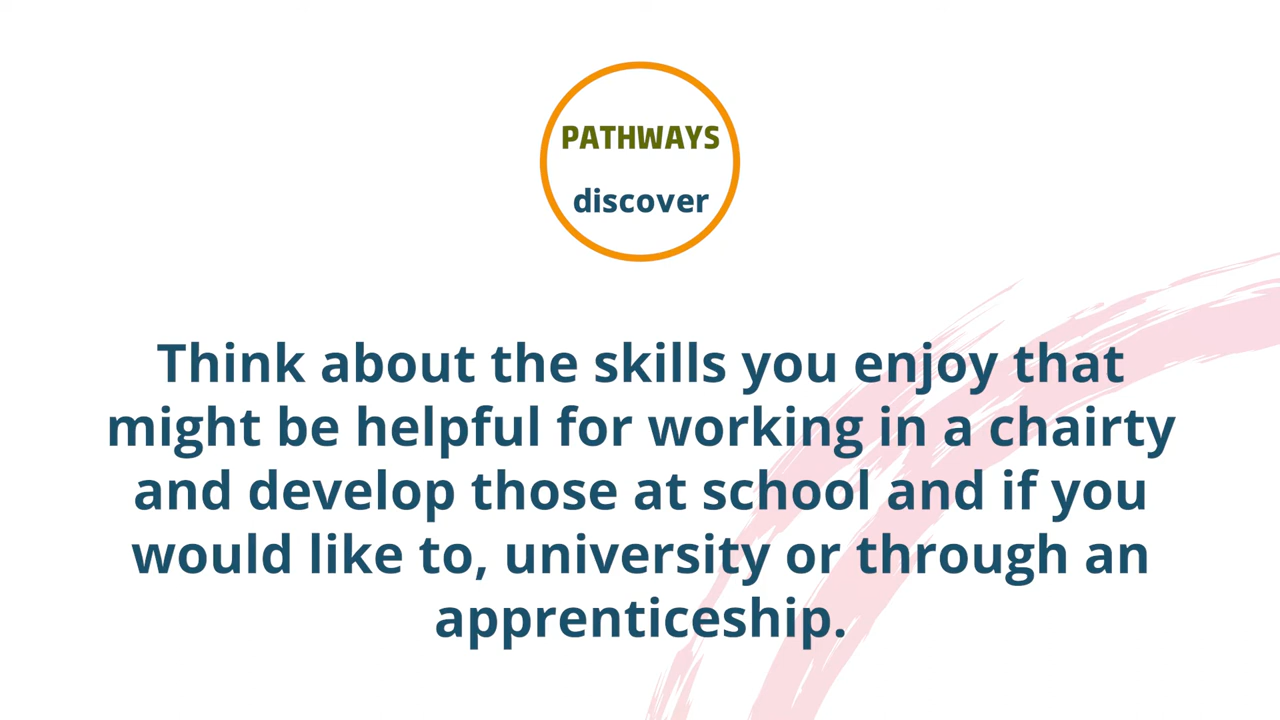 PATHWAYS
discover
Think about the skills you enjoy that
might be helpful for working in a chairty
and develop those at school and if you
would like to, university or through an
apprenticeship.